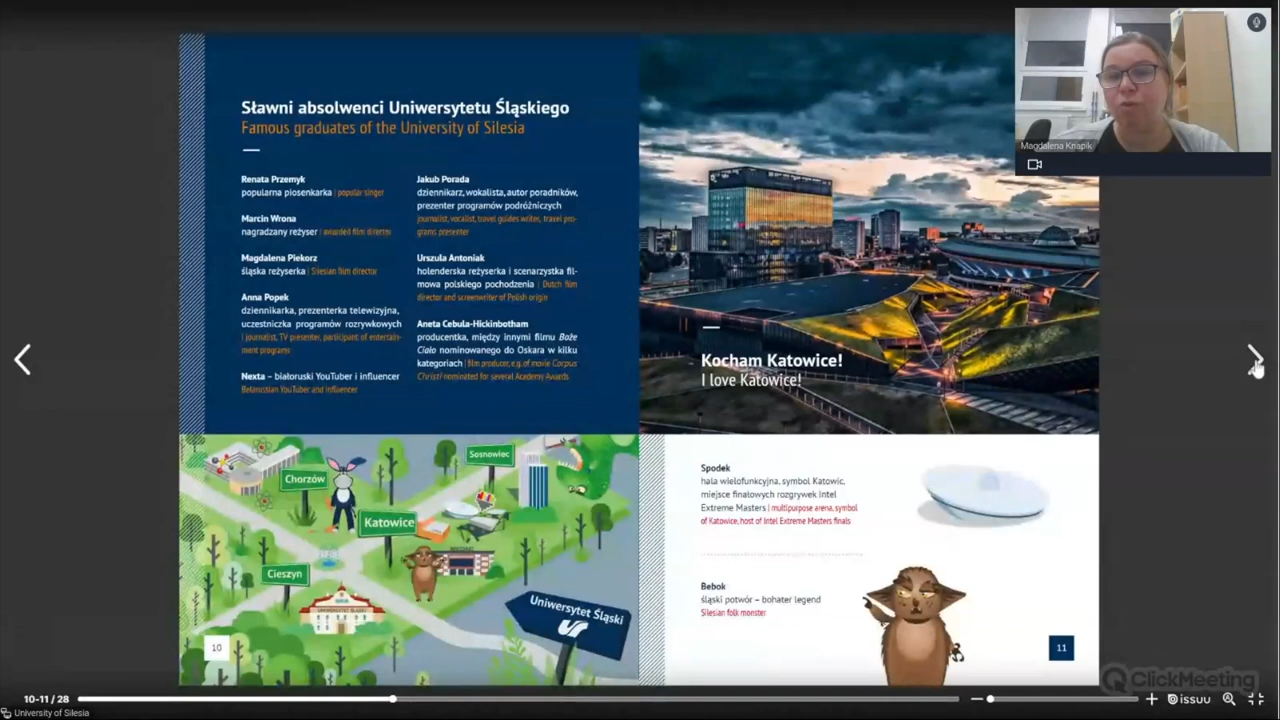 Sławni absolwenci Uniwersytetu Śląskiego
Famous graduates of the University of Silesia
Renata Przemyk
popularna piosenkarka | popular singer
Marcin Wrona
nagradzany reżyser | awarded film director
Magdalena Piekorz
śląska reżyserka | Silesian film director
Anna Popek
dziennikarka, prezenterka telewizyjna,
uczestniczka programów rozrywkowych
| journalist, TV presenter, participant of entertain-
ment programs
Nexta – białoruski YouTuber i influencer
Belarussian YouTuber and influencer
Jakub Porada
dziennikarz, wokalista, autor poradników,
prezenter programów podróżniczych
journalist, vocalist, travel guides writer, travel pro-
grams presenter
Urszula Antoniak
holenderska reżyserka i scenarzystka fil-
mowa polskiego pochodzenia | Dutch film
director and screenwriter of Polish origin
Aneta Cebula-Hickinbotham
producentka, między innymi filmu Boże
Ciało nominowanego do Oskara w kilku
kategoriach | film producer, e.g. of movie Corpus
Christi nominated for several Academy Awards
Kocham Katowice!
I love Katowice!
Magdalena Knapik
Chorzów
Sosnowiec
Katowice
Cieszyn
UNIWERSYTET ŚLĄSKI
Uniwersytet Śląski
10
Spodek
hala wielofunkcyjna, symbol Katowic,
miejsce finałowych rozgrywek Intel
Extreme Masters | multipurpose arena, symbol
of Katowice, host of Intel Extreme Masters finals
Bebok
śląski potwór – bohater legend
Silesian folk monster
11
ClickMeeting
10-11 / 28
issuu
University of Silesia